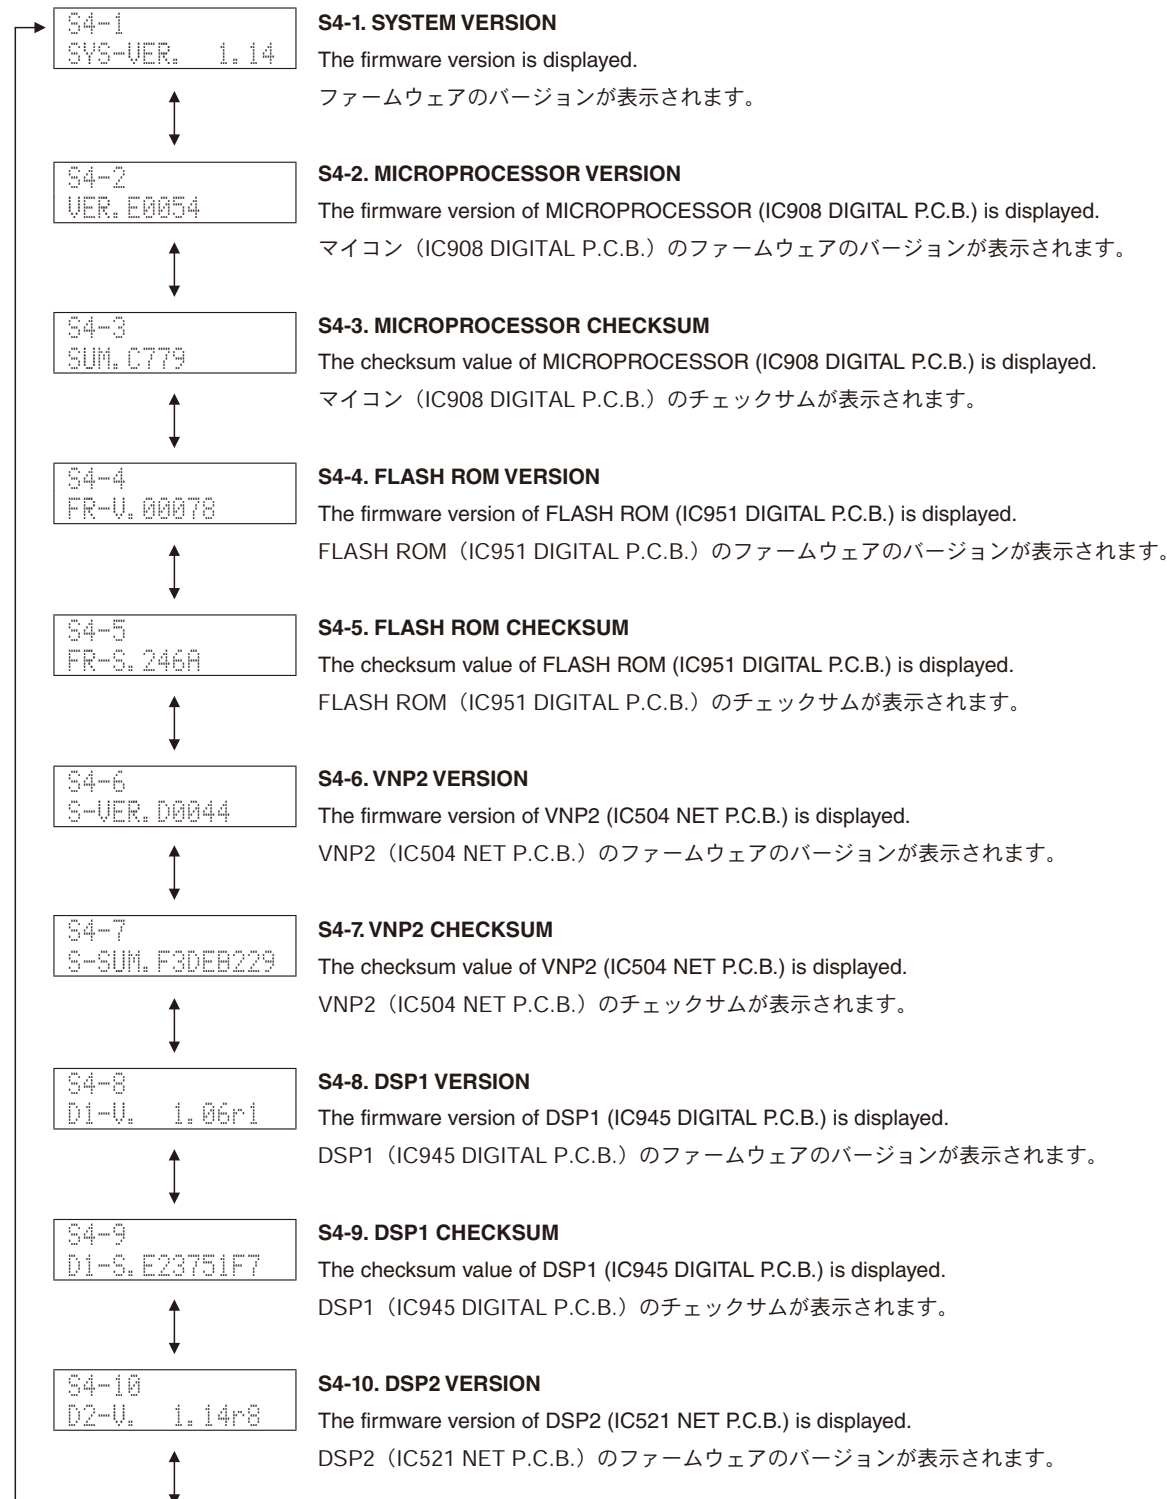 S4-1
SYS-VER. 1.14
S4-1. SYSTEM VERSION
The firmware version is displayed.
ファームウェアのバージョンが表示されます。
S4-2
VER.E0054
S4-2. MICROPROCESSOR VERSION
The firmware version of MICROPROCESSOR (IC908 DIGITAL P.C.B.) is displayed.
マイコン（IC908 DIGITAL P.C.B.）のファームウェアのバージョンが表示されます。
S4-3
SUM.C779
S4-3. MICROPROCESSOR CHECKSUM
The checksum value of MICROPROCESSOR (IC908 DIGITAL P.C.B.) is displayed.
マイコン（IC908 DIGITAL P.C.B.）のチェックサムが表示されます。
S4-4
FR-V.00078
S4-4. FLASH ROM VERSION
The firmware version of FLASH ROM (IC951 DIGITAL P.C.B.) is displayed.
FLASH ROM（IC951 DIGITAL P.C.B.）のファームウェアのバージョンが表示されます。
S4-5
FR-S.246A
S4-5. FLASH ROM CHECKSUM
The checksum value of FLASH ROM (IC951 DIGITAL P.C.B.) is displayed.
FLASH ROM（IC951 DIGITAL P.C.B.）のチェックサムが表示されます。
S4-6
S-VER.D0044
S4-6. VNP2 VERSION
The firmware version of VNP2 (IC504 NET P.C.B.) is displayed.
VNP2（IC504 NET P.C.B.）のファームウェアのバージョンが表示されます。
S4-7
S-SUM.F3DEB229
S4-7. VNP2 CHECKSUM
The checksum value of VNP2 (IC504 NET P.C.B.) is displayed.
VNP2（IC504 NET P.C.B.）のチェックサムが表示されます。
S4-8
D1-V. 1.06r1
S4-8. DSP1 VERSION
The firmware version of DSP1 (IC945 DIGITAL P.C.B.) is displayed.
DSP1（IC945 DIGITAL P.C.B.）のファームウェアのバージョンが表示されます。
S4-9
D1-S.E23751F7
S4-9. DSP1 CHECKSUM
The checksum value of DSP1 (IC945 DIGITAL P.C.B.) is displayed.
DSP1（IC945 DIGITAL P.C.B.）のチェックサムが表示されます。
S4-10
D2-V. 1.14r8
S4-10. DSP2 VERSION
The firmware version of DSP2 (IC521 NET P.C.B.) is displayed.
DSP2（IC521 NET P.C.B.）のファームウェアのバージョンが表示されます。